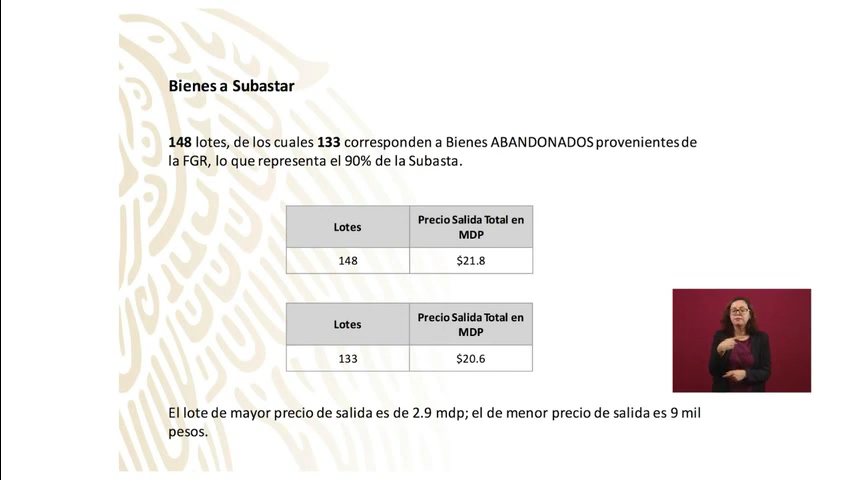 Bienes a Subastar
148 lotes, de los cuales 133 corresponden a Bienes ABANDONADOS provenientes de
la FGR, lo que representa el 90% de la Subasta.
Lotes
Precio Salida Total en
MDP
148
$21.8
Lotes
Precio Salida Total en
MDP
133
$20.6
El lote de mayor precio de salida es de 2.9 mdp; el de menor precio de salida es 9 mil
pesos.